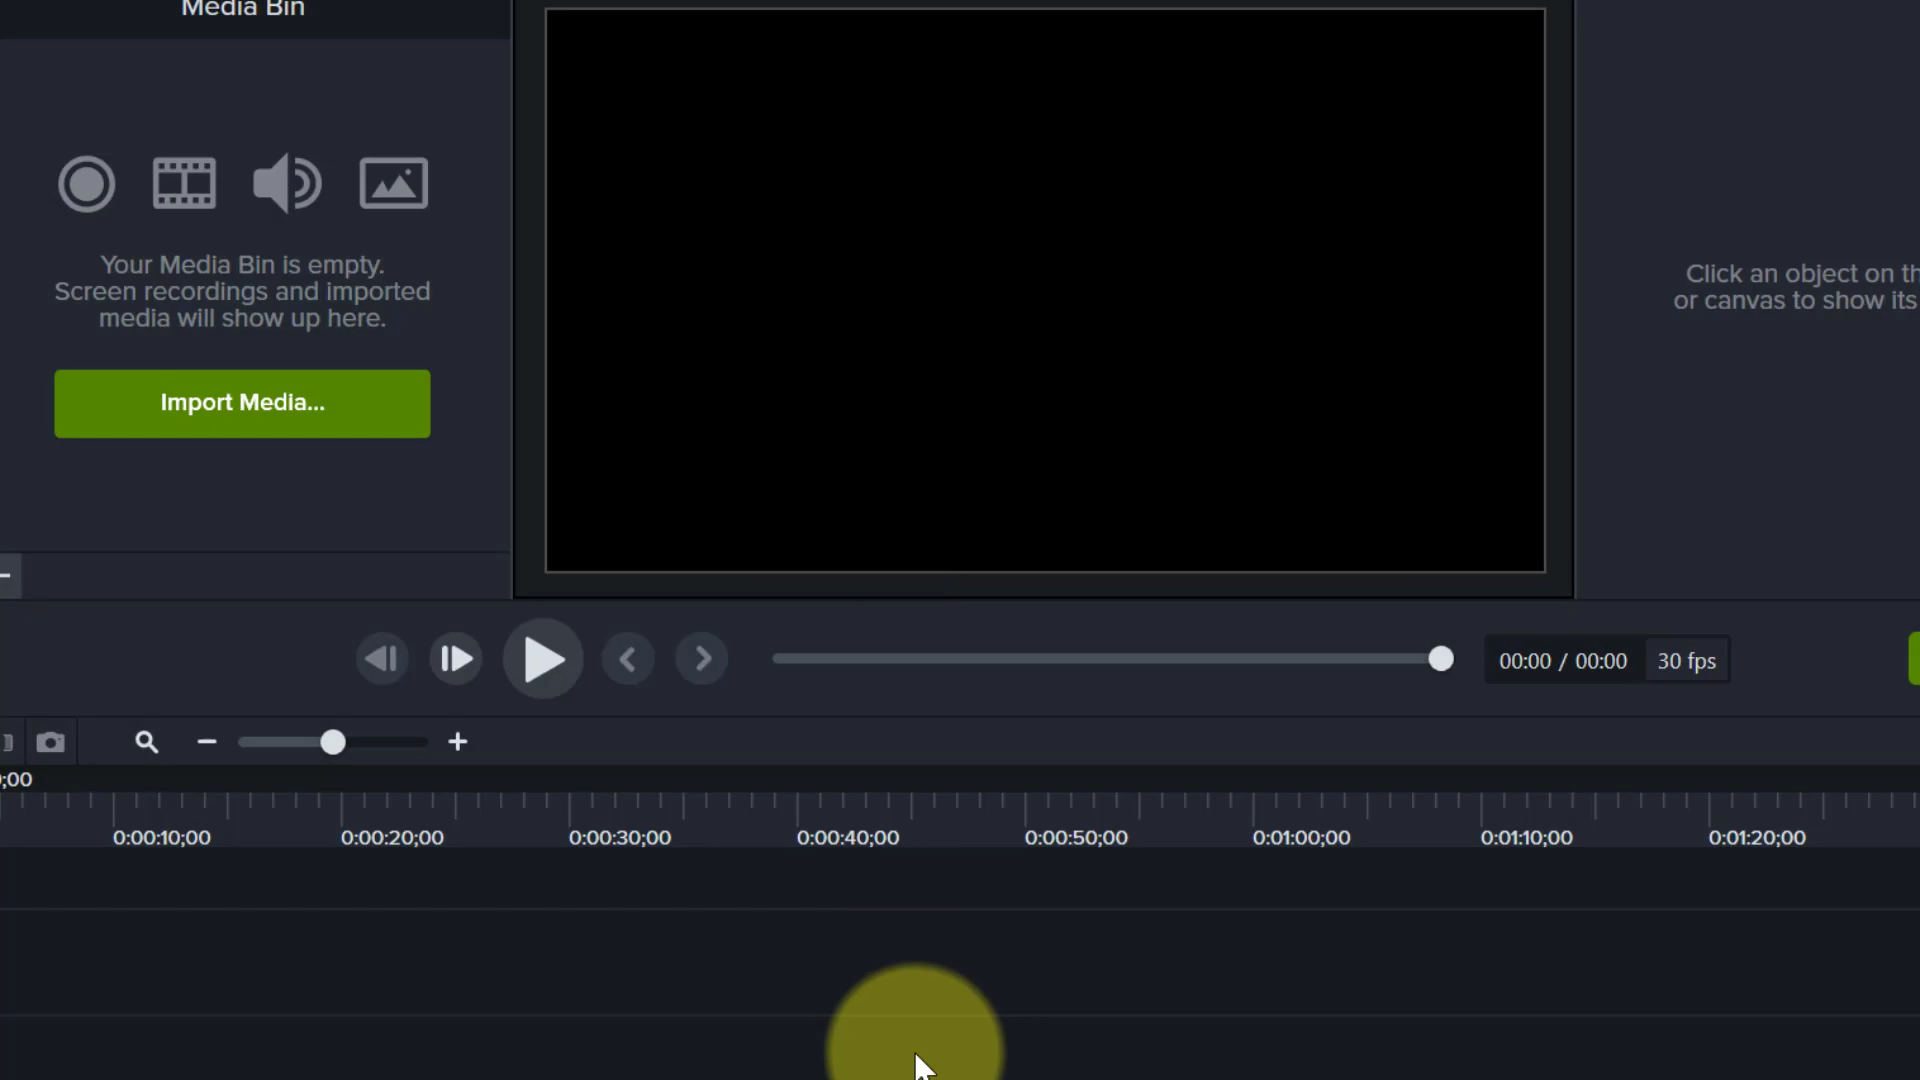 Media Bin
Your Media Bin is empty.
Screen recordings and imported
media will show up here.
Import Media...
Click an object on th
or canvas to show its
00:00 / 00:00
30 fps
;00
0:00:10;00
0:00:20;00
0:00:30;00
0:00:40;00
0:00:50;00
0:01:00;00
0:01:10;00
0:01:20;00